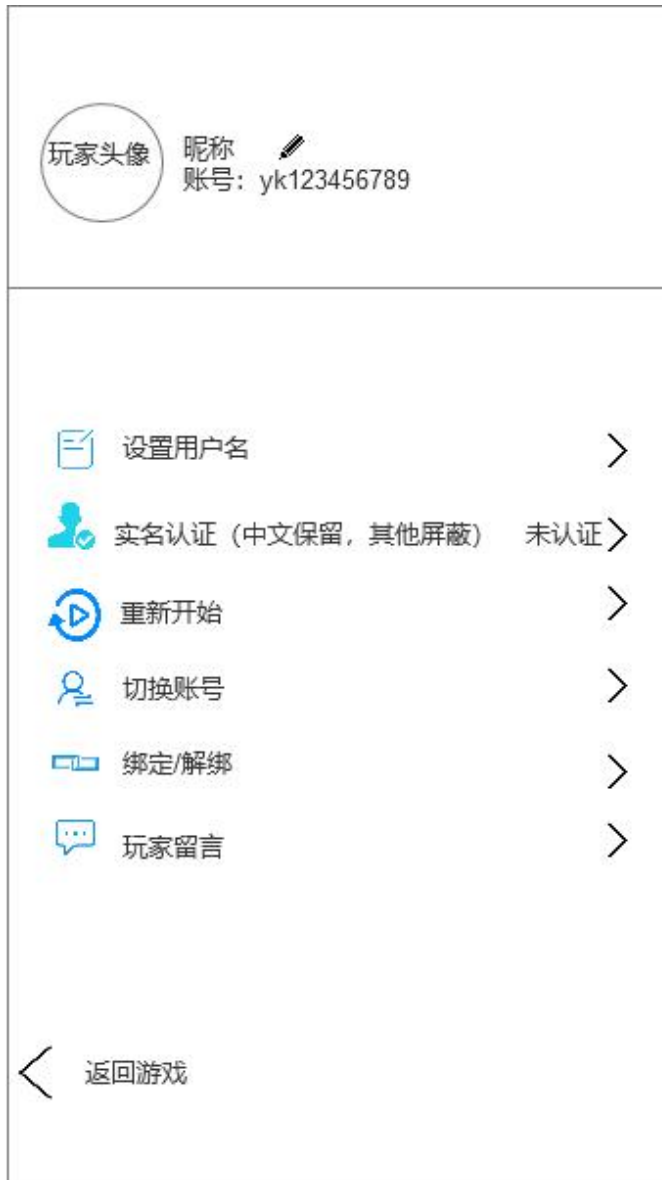 玩家头像
昵称
账号：yk123456789
设置用户名
实名认证（中文保留，其他屏蔽） 未认证
重新开始
切换账号
绑定/解绑
玩家留言
返回游戏